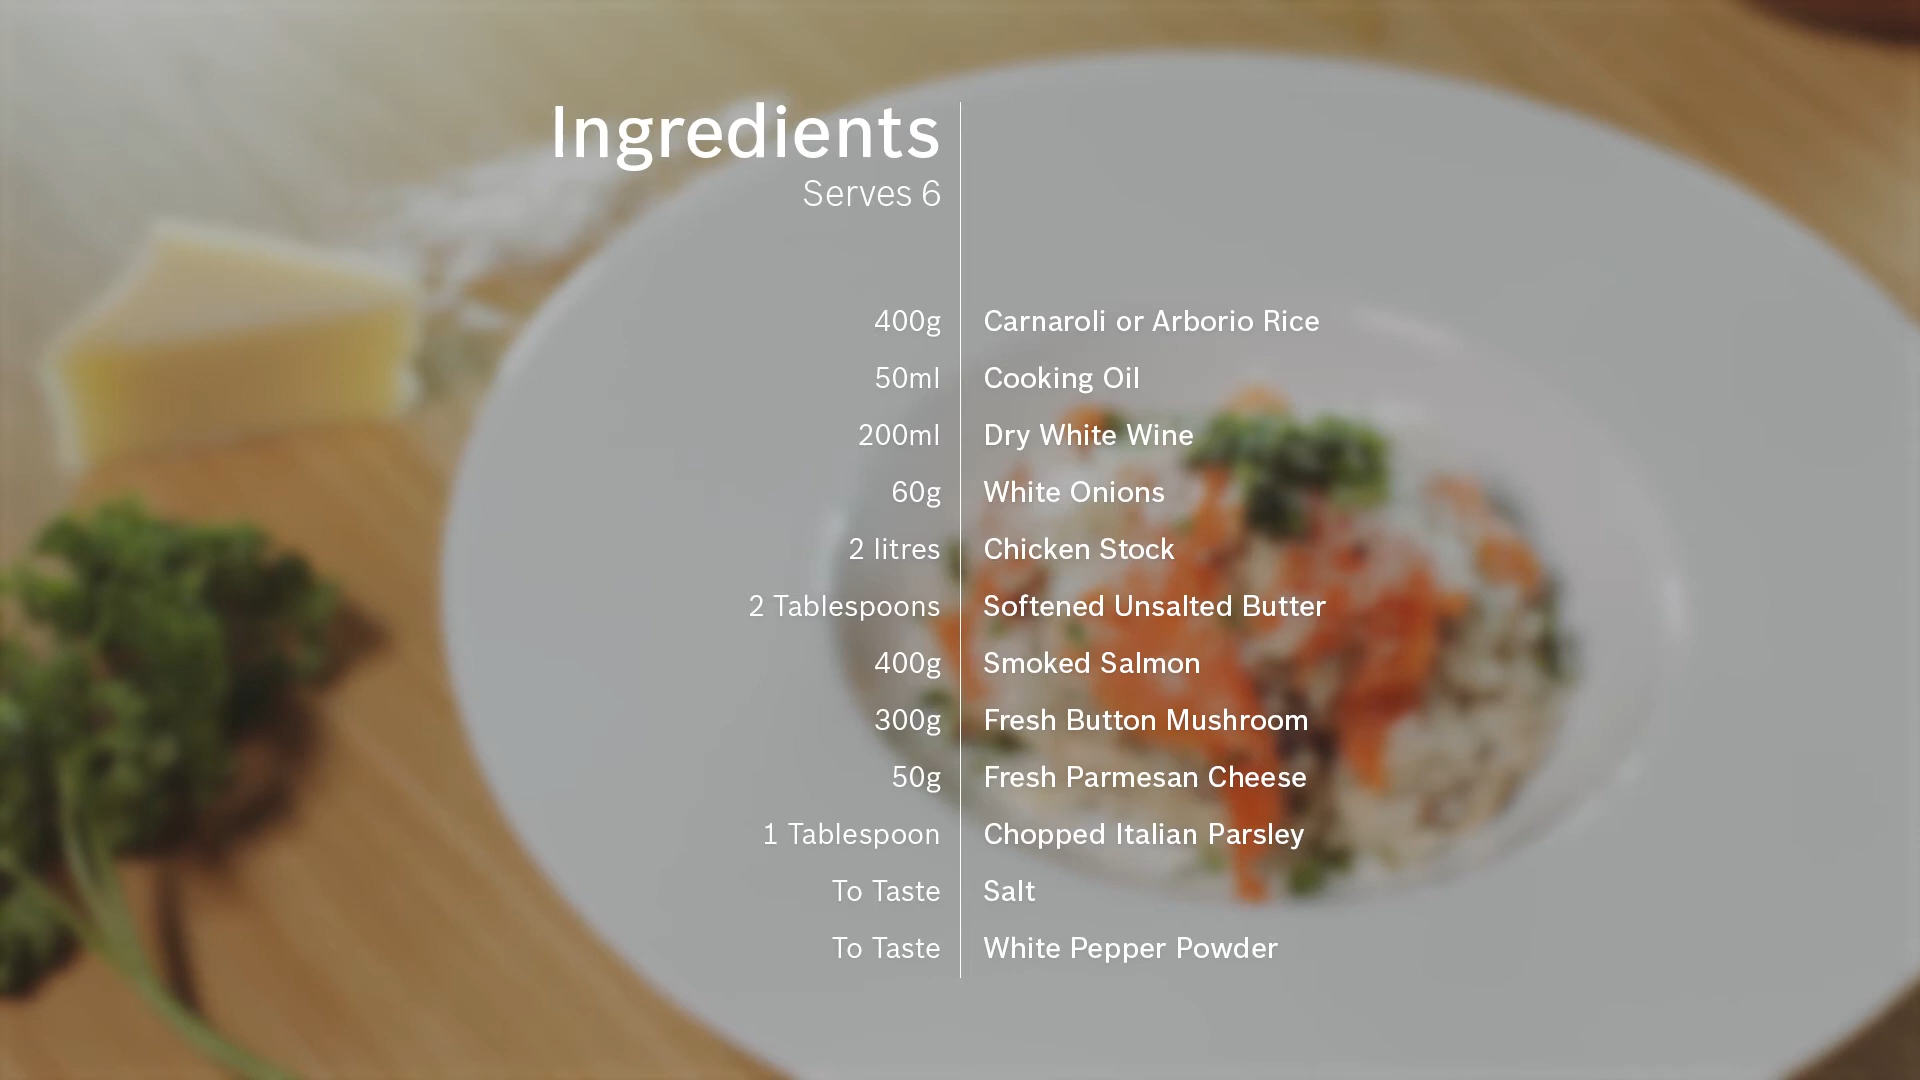 Ingredients
Serves 6
400g Carnaroli or Arborio Rice
50ml Cooking Oil
200ml Dry White Wine
60g White Onions
2 litres Chicken Stock
2 Tablespoons Softened Unsalted Butter
400g Smoked Salmon
300g Fresh Button Mushroom
50g Fresh Parmesan Cheese
1 Tablespoon Chopped Italian Parsley
To Taste Salt
To Taste White Pepper Powder